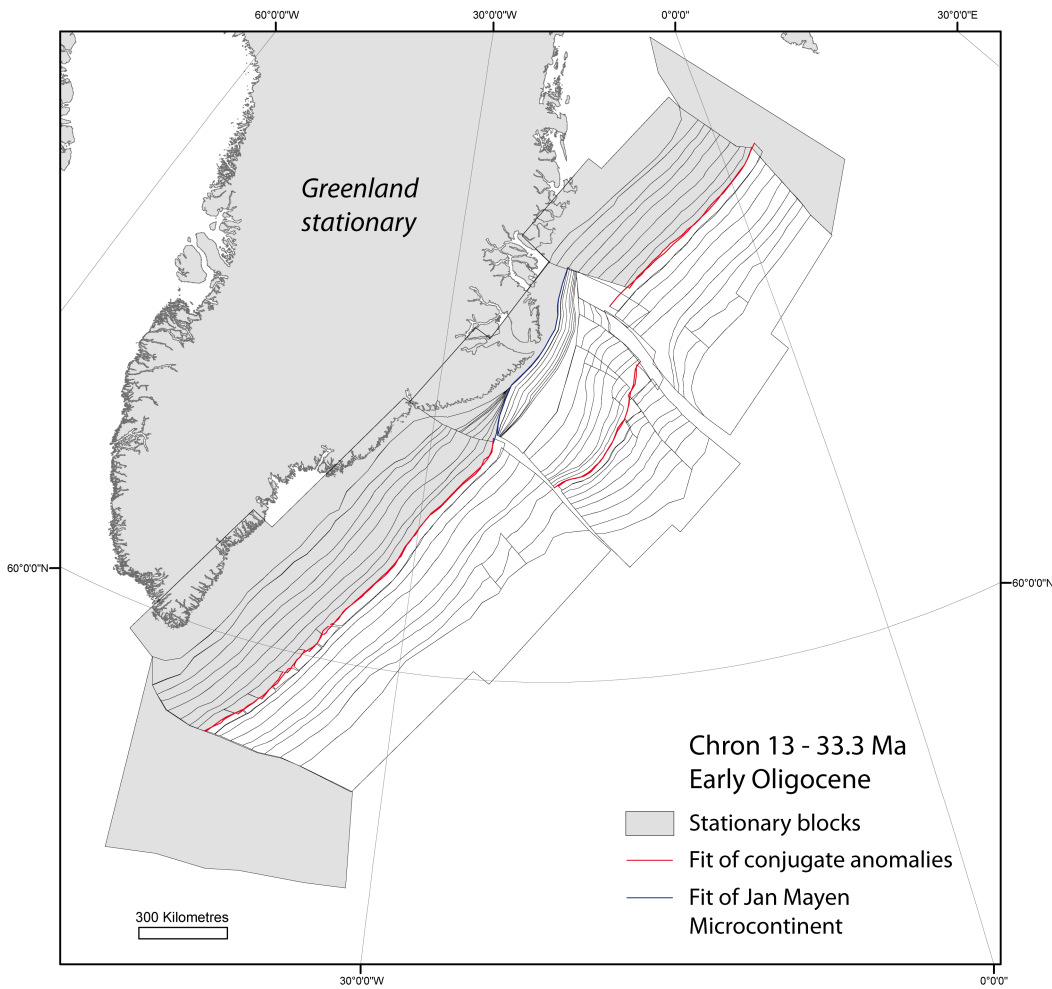 60°0'0"W
30°0'0"W
0°0'0"
30°0'0"E
Greenland
stationary
60°0'0"N
60°0'0"N
Chron 13 - 33.3 Ma
Early Oligocene
Stationary blocks
Fit of conjugate anomalies
Fit of Jan Mayen
Microcontinent
300 Kilometres
30°0'0"W
0°0'0"